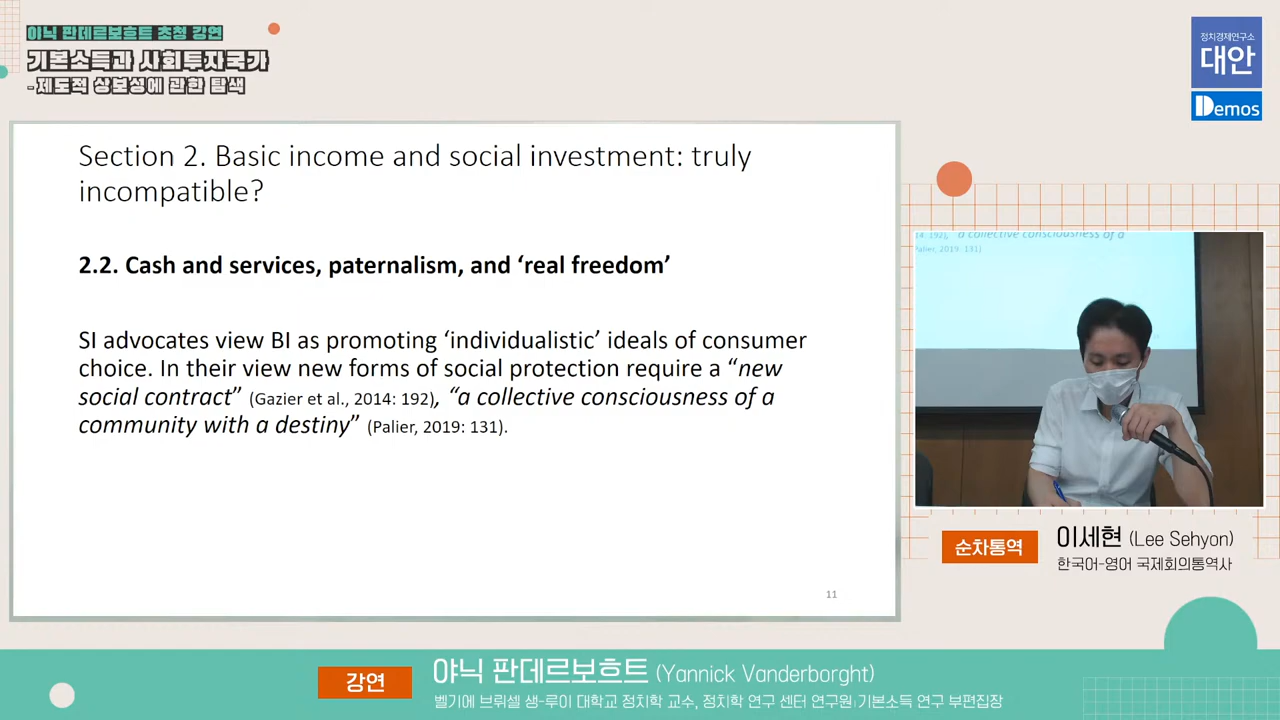 야닉 판데르보흐트 초청 강연
기본소득과 사회투자국가
-제도적 상보성에 관한 탐색
정치경제연구소
대안
Demos
Section 2. Basic income and social investment: truly
incompatible?
2.2. Cash and services, paternalism, and ‘real freedom’
SI advocates view BI as promoting ‘individualistic’ ideals of consumer
choice. In their view new forms of social protection require a “new
social contract” (Gazier et al., 2014: 192), “a collective consciousness of a
community with a destiny” (Palier, 2019: 131).
11
14: 192), “a collective consciousness of a
Palier, 2019: 131)
순차통역
이세현 (Lee Sehyon)
한국어-영어 국제회의통역사
강연
야닉 판데르보흐트 (Yannick Vanderborght)
벨기에 브뤼셀 생-루이 대학교 정치학 교수, 정치학 연구 센터 연구원, 기본소득 연구 부편집장